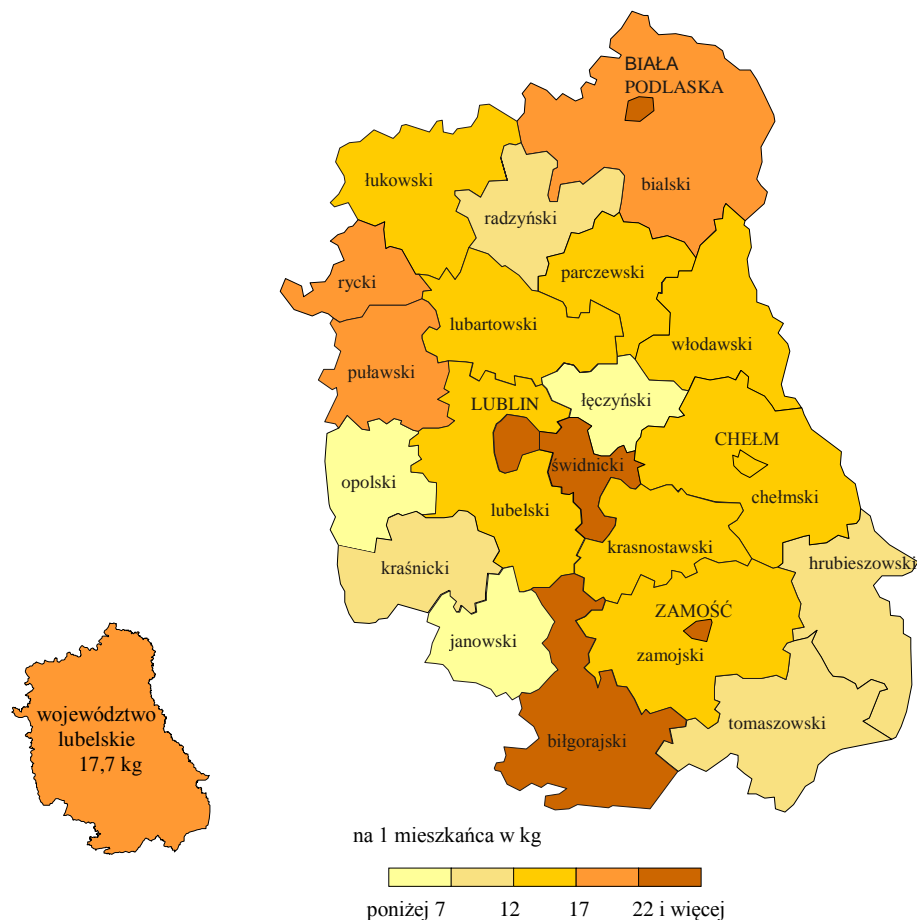 BIAŁA
PODLASKA
łukowski
bialski
radzyński
parczewski
rycki
lubartowski
włodawski
puławski
łęczyński
LUBLIN
CHEŁM
świdnicki
opolski
chełmski
lubelski
krasnostawski
hrubieszowski
kraśnicki
ZAMOŚĆ
janowski
zamojski
województwo
lubelskie
17,7 kg
tomaszowski
biłgorajski
na 1 mieszkańca w kg
poniżej 7 12 17 22 i więcej